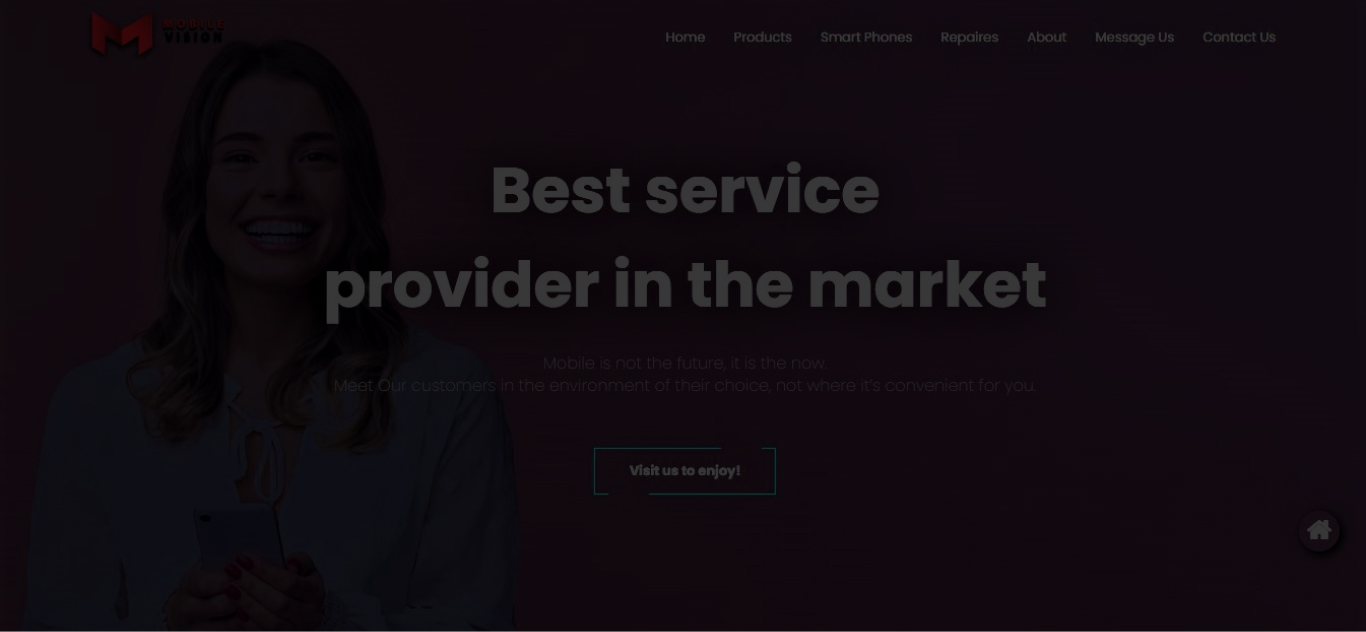 MOBILE
VISION
Home Products Smart Phones Repaires About Message Us Contact Us
Best service
provider in the market
Mobile is not the future, it is the now.
Meet Our customers in the environment of their choice, not where it's convenient for you.
Visit us to enjoy!